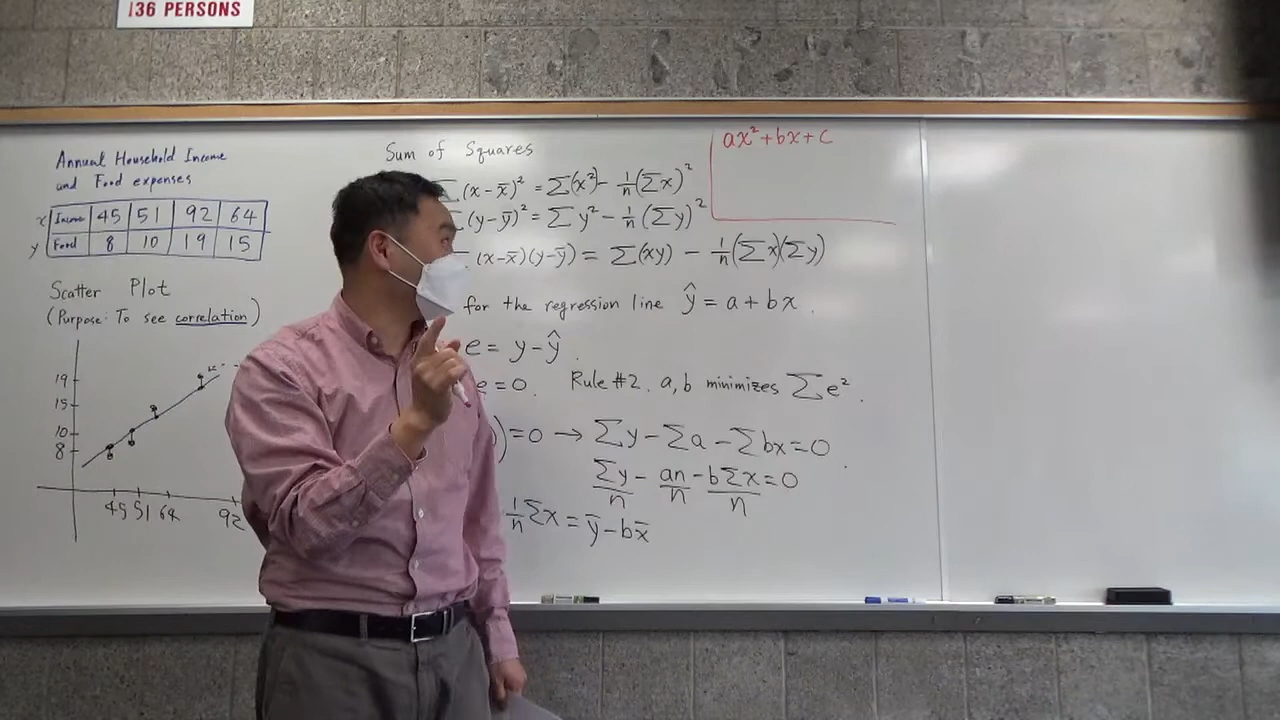 136 PERSONS
Annual Household Income
and Food expenses
x Income 45 51 92 64
y Food 8 10 19 15
Scatter Plot
(Purpose: To see correlation)
19
15
10
8
45 51 64 92
Sum of Squares
∑(x-x̄)² = ∑(x²) - 1/n(∑x)²
∑(y-ȳ)² = ∑y² - 1/n(∑y)²
(x-x̄)(y-ȳ) = ∑(xy) - 1/n(∑x)(∑y)
for the regression line ŷ = a + bx.
e = y-ŷ.
e=0. Rule #2. a, b minimizes ∑e².
)=0 → ∑y - ∑a - ∑bx=0
∑y/n - an/n - b∑x/n = 0
1/n ∑x = ȳ - bx̄
ax²+bx+c